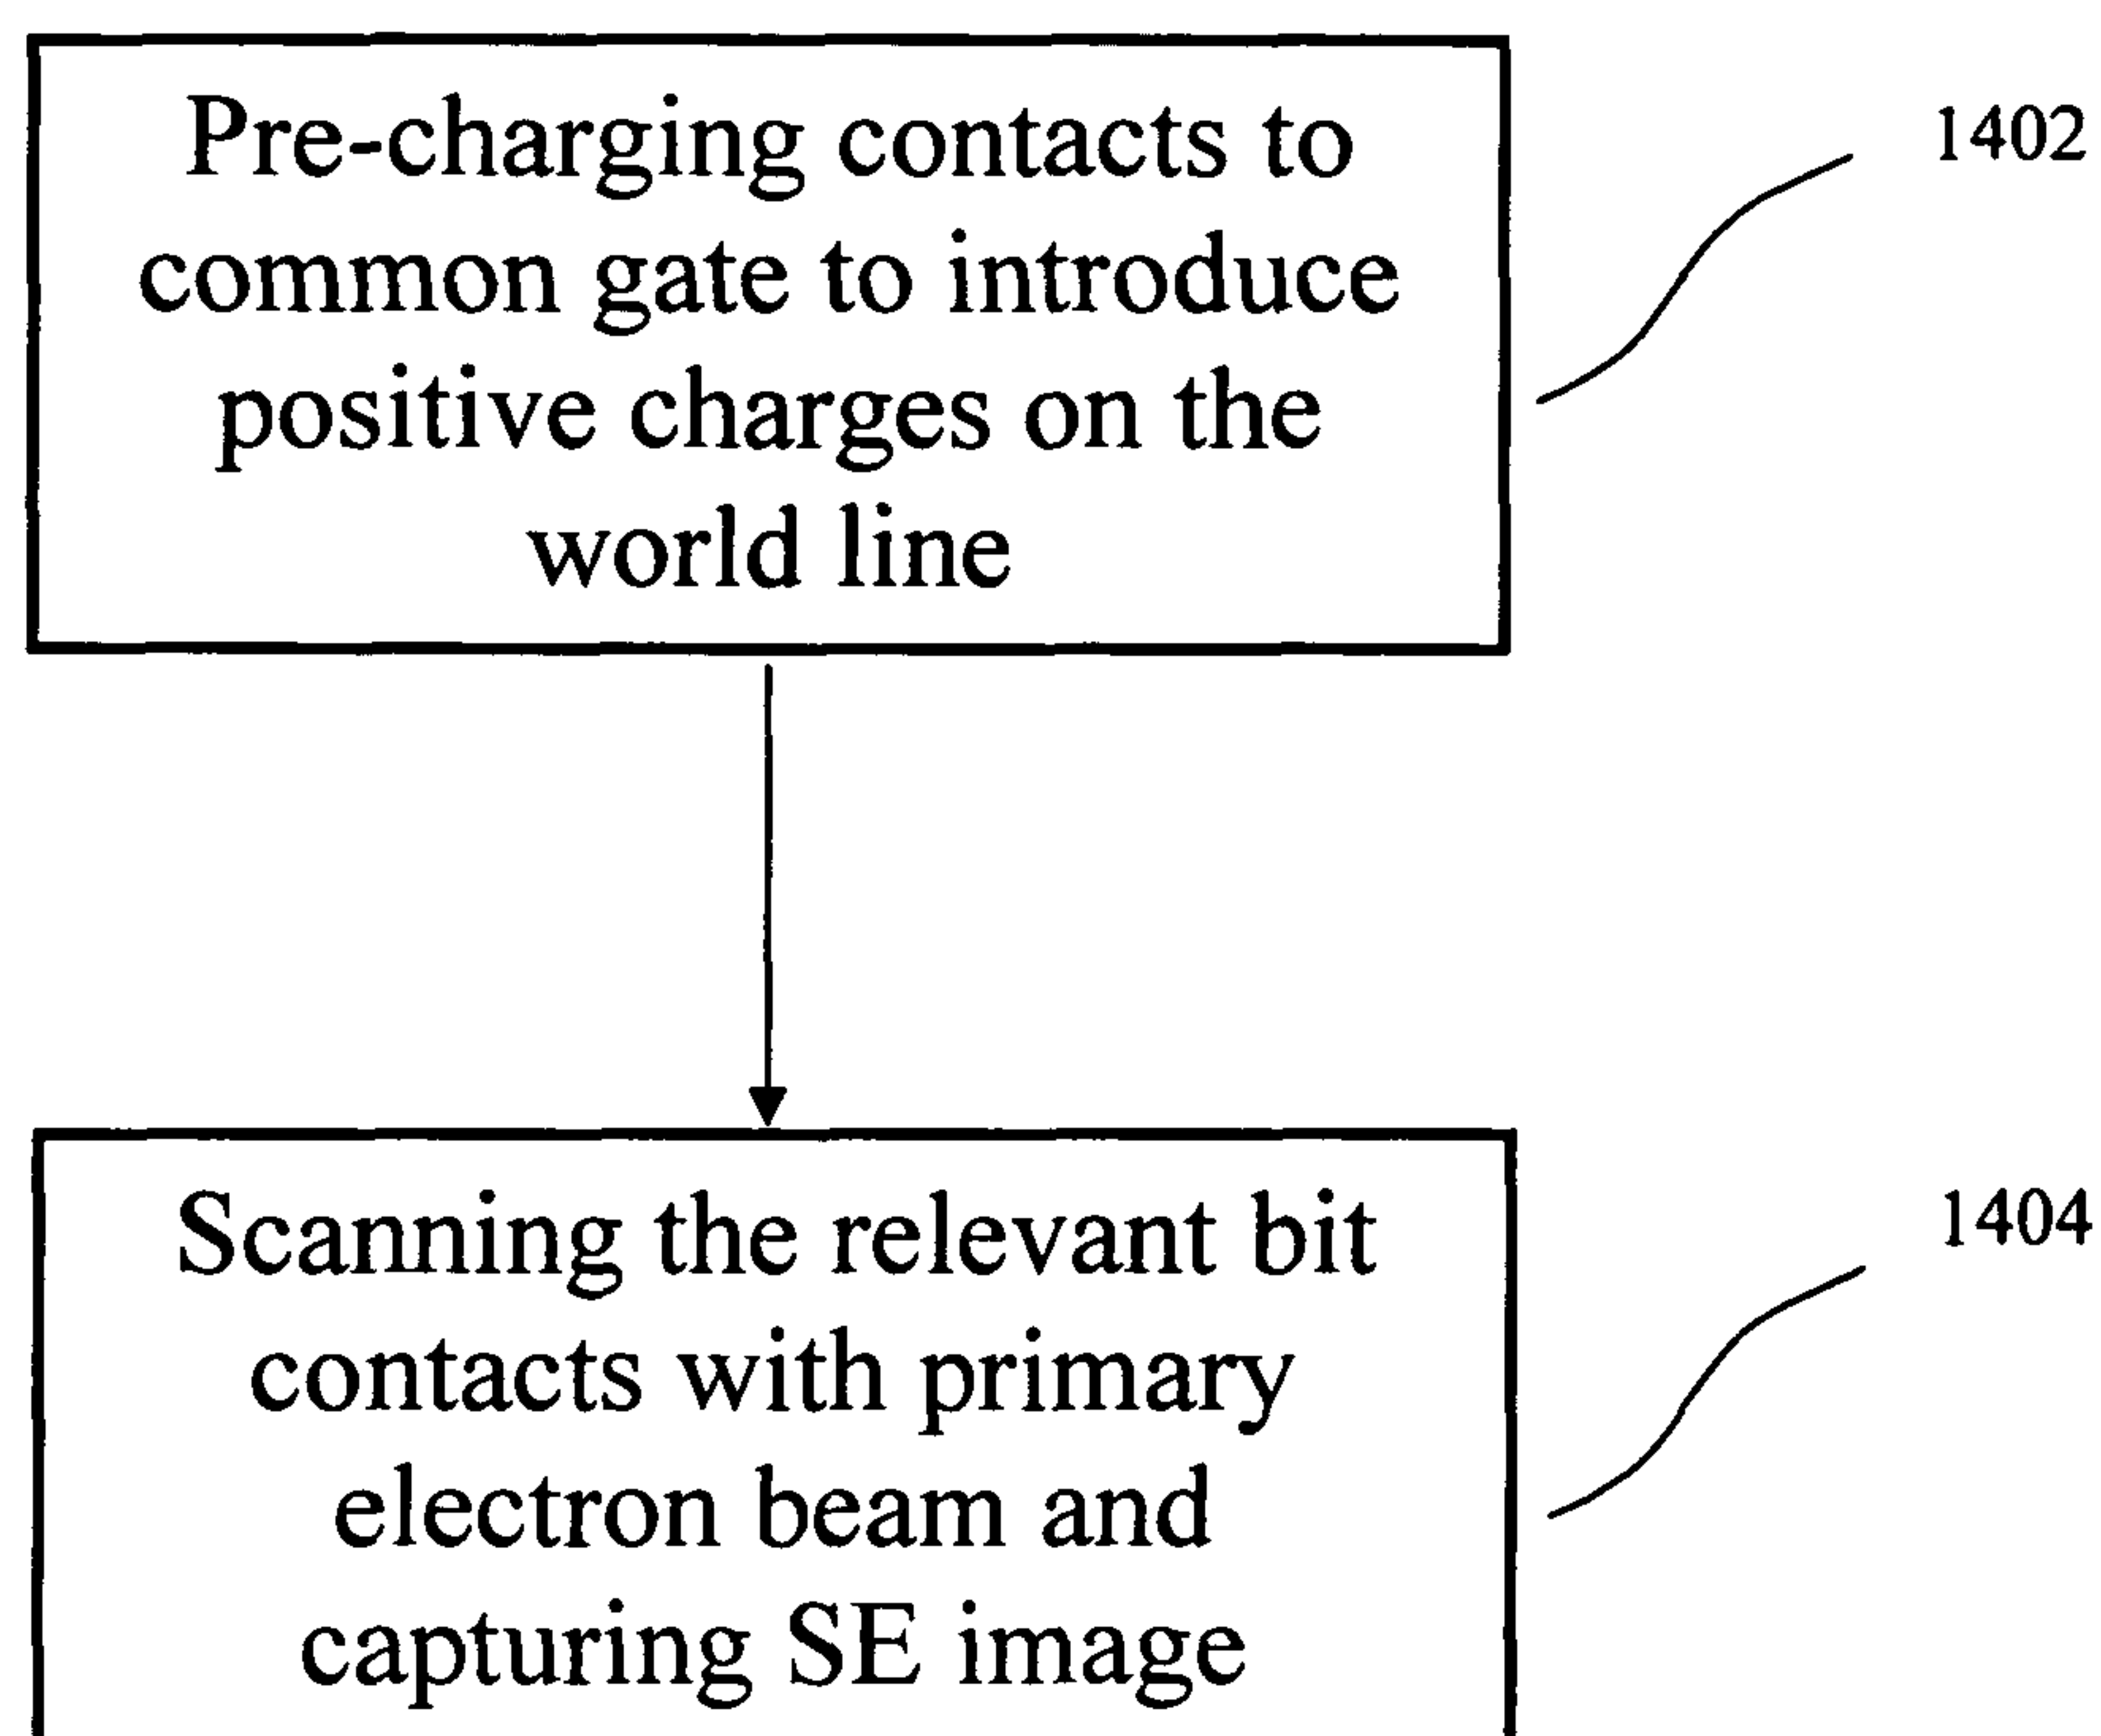 Pre-charging contacts to
common gate to introduce
positive charges on the
world line
1402
Scanning the relevant bit
contacts with primary
electron beam and
capturing SE image
1404